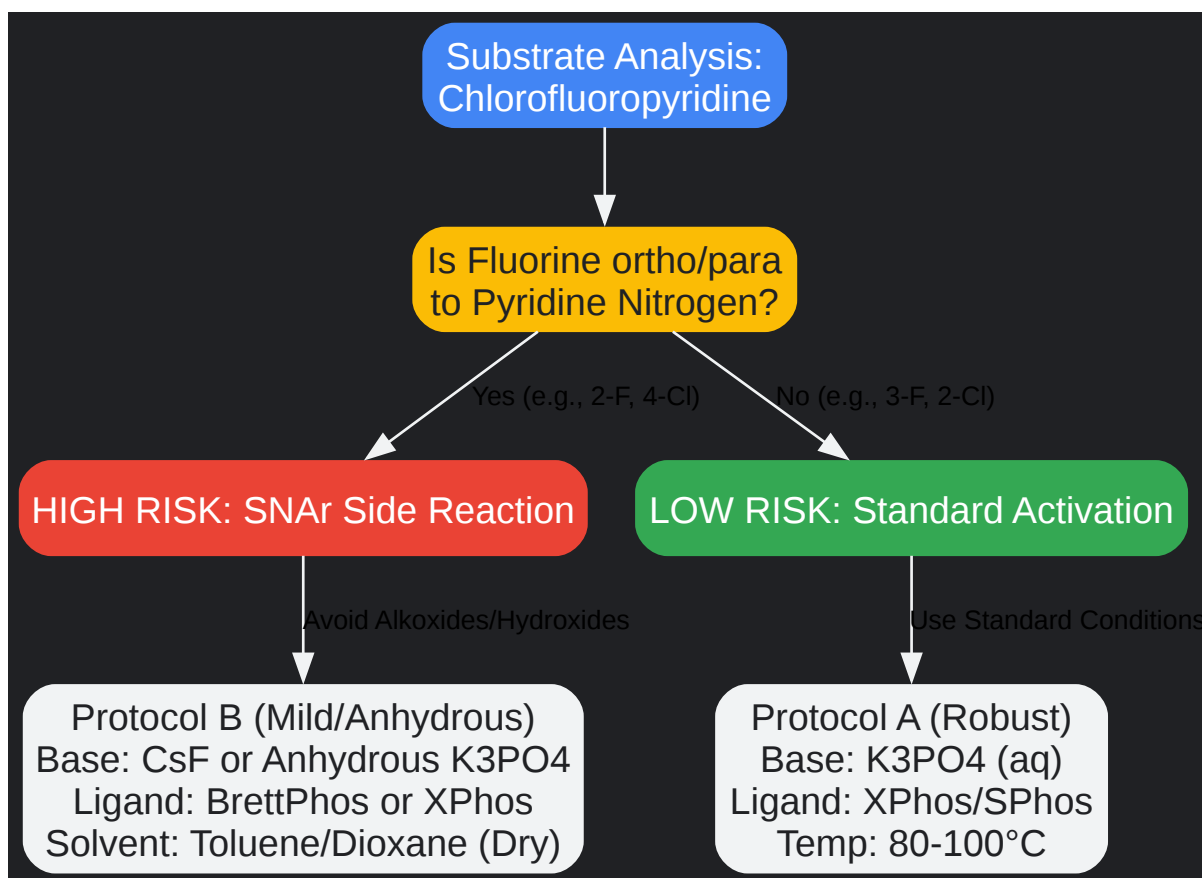 Substrate Analysis:
Chlorofluoropyridine
Is Fluorine ortho/para
to Pyridine Nitrogen?
Yes (e.g., 2-F, 4-Cl)
No (e.g., 3-F, 2-Cl)
HIGH RISK: SNAr Side Reaction
LOW RISK: Standard Activation
Avoid Alkoxides/Hydroxides
Use Standard Conditions
Protocol B (Mild/Anhydrous)
Base: CsF or Anhydrous K3PO4
Ligand: BrettPhos or XPhos
Solvent: Toluene/Dioxane (Dry)
Protocol A (Robust)
Base: K3PO4 (aq)
Ligand: XPhos/SPhos
Temp: 80-100°C